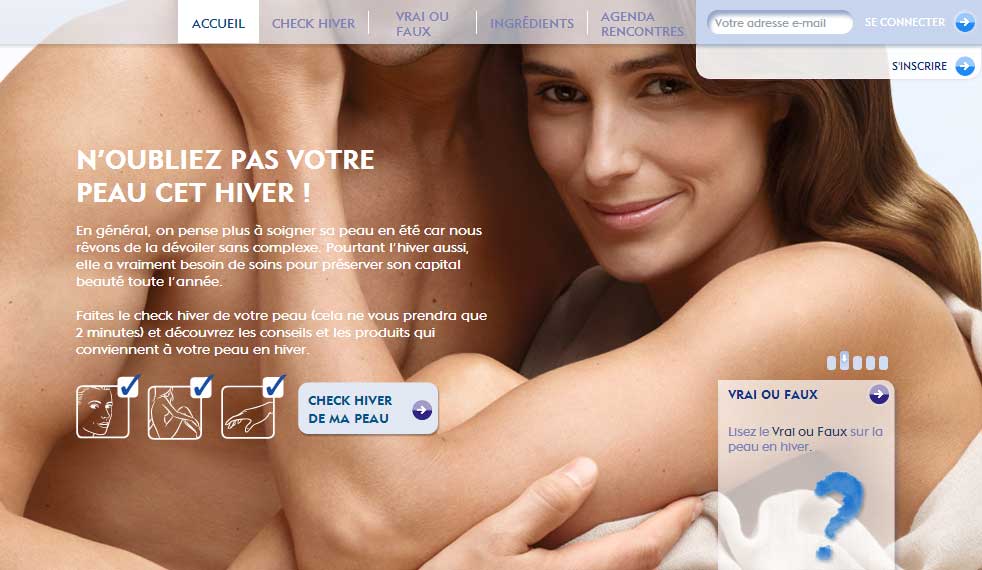 ACCUEIL
CHECK HIVER
VRAI OU
FAUX
INGRÉDIENTS
AGENDA
RENCONTRES
Votre adresse e-mail
SE CONNECTER
S'INSCRIRE
N'OUBLIEZ PAS VOTRE
PEAU CET HIVER !
En général, on pense plus à soigner sa peau en été car nous
rêvons de la dévoiler sans complexe. Pourtant l'hiver aussi,
elle a vraiment besoin de soins pour préserver son capital
beauté toute l'année.
Faites le check hiver de votre peau (cela ne vous prendra que
2 minutes) et découvrez les conseils et les produits qui
conviennent à votre peau en hiver.
CHECK HIVER
DE MA PEAU
VRAI OU FAUX
Lisez le Vrai ou Faux sur la
peau en hiver.
?